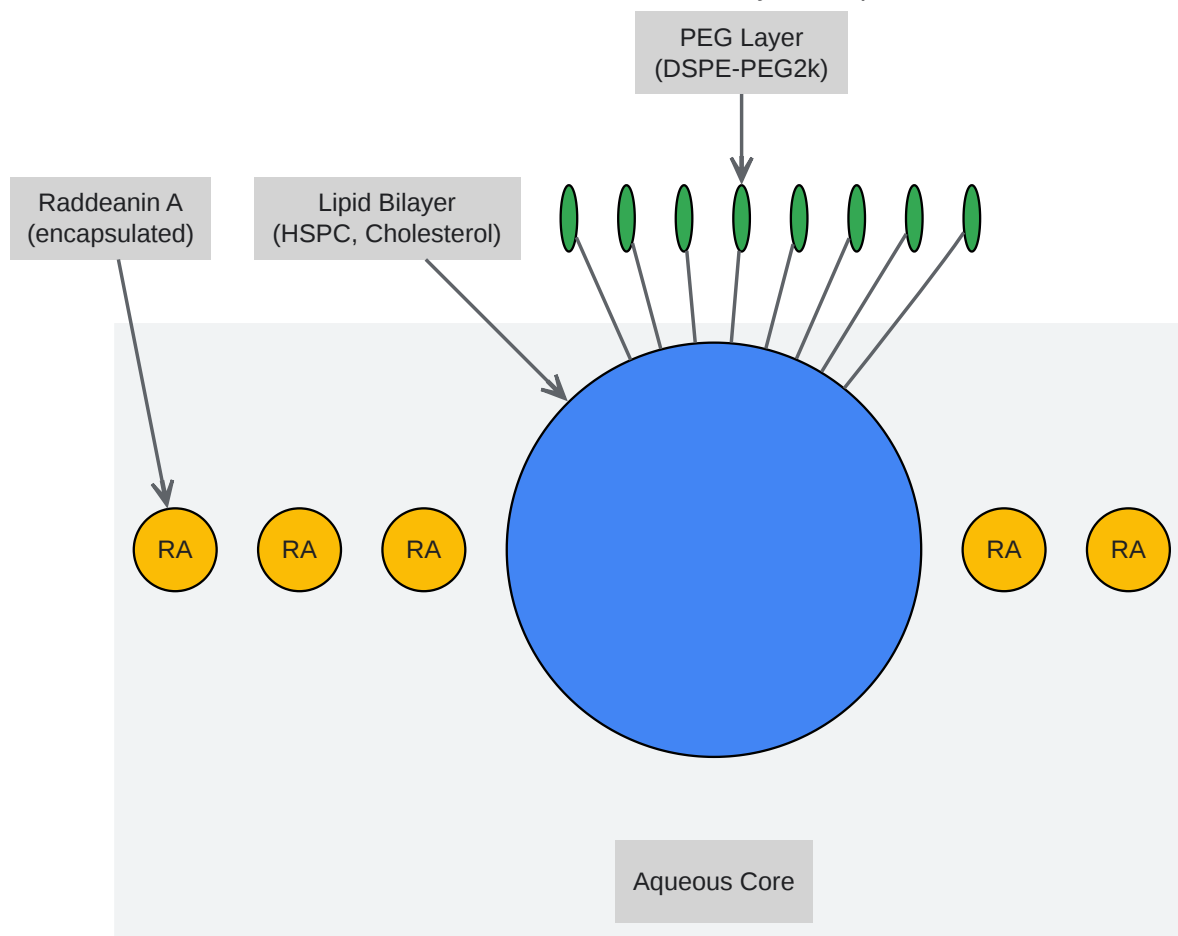 PEG Layer
(DSPE-PEG2k)
Raddeanin A
(encapsulated)
Lipid Bilayer
(HSPC, Cholesterol)
RA
RA
RA
RA
RA
Aqueous Core